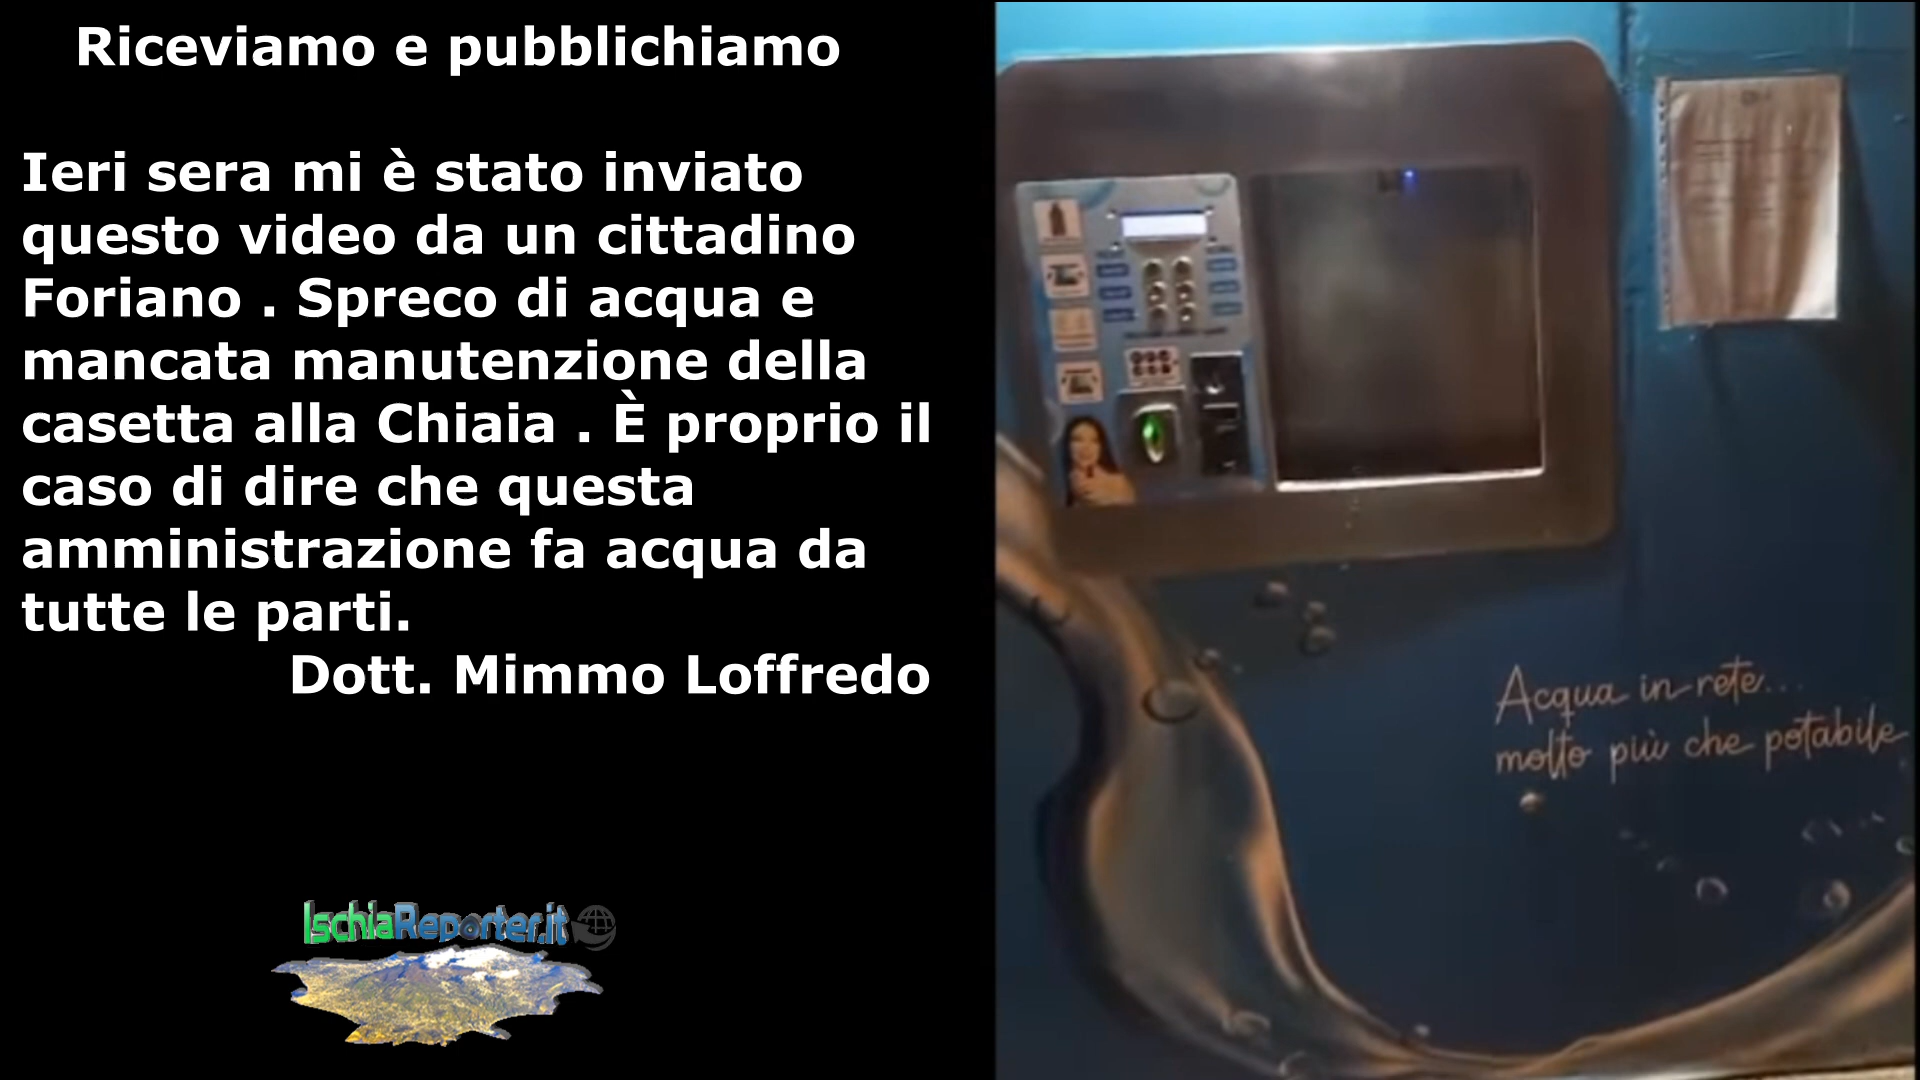 Riceviamo e pubblichiamo
Ieri sera mi è stato inviato
questo video da un cittadino
Foriano . Spreco di acqua e
mancata manutenzione della
casetta alla Chiaia . È proprio il
caso di dire che questa
amministrazione fa acqua da
tutte le parti.
Dott. Mimmo Loffredo
IschiaReporter.it
Acqua in rete...
molto più che potabile